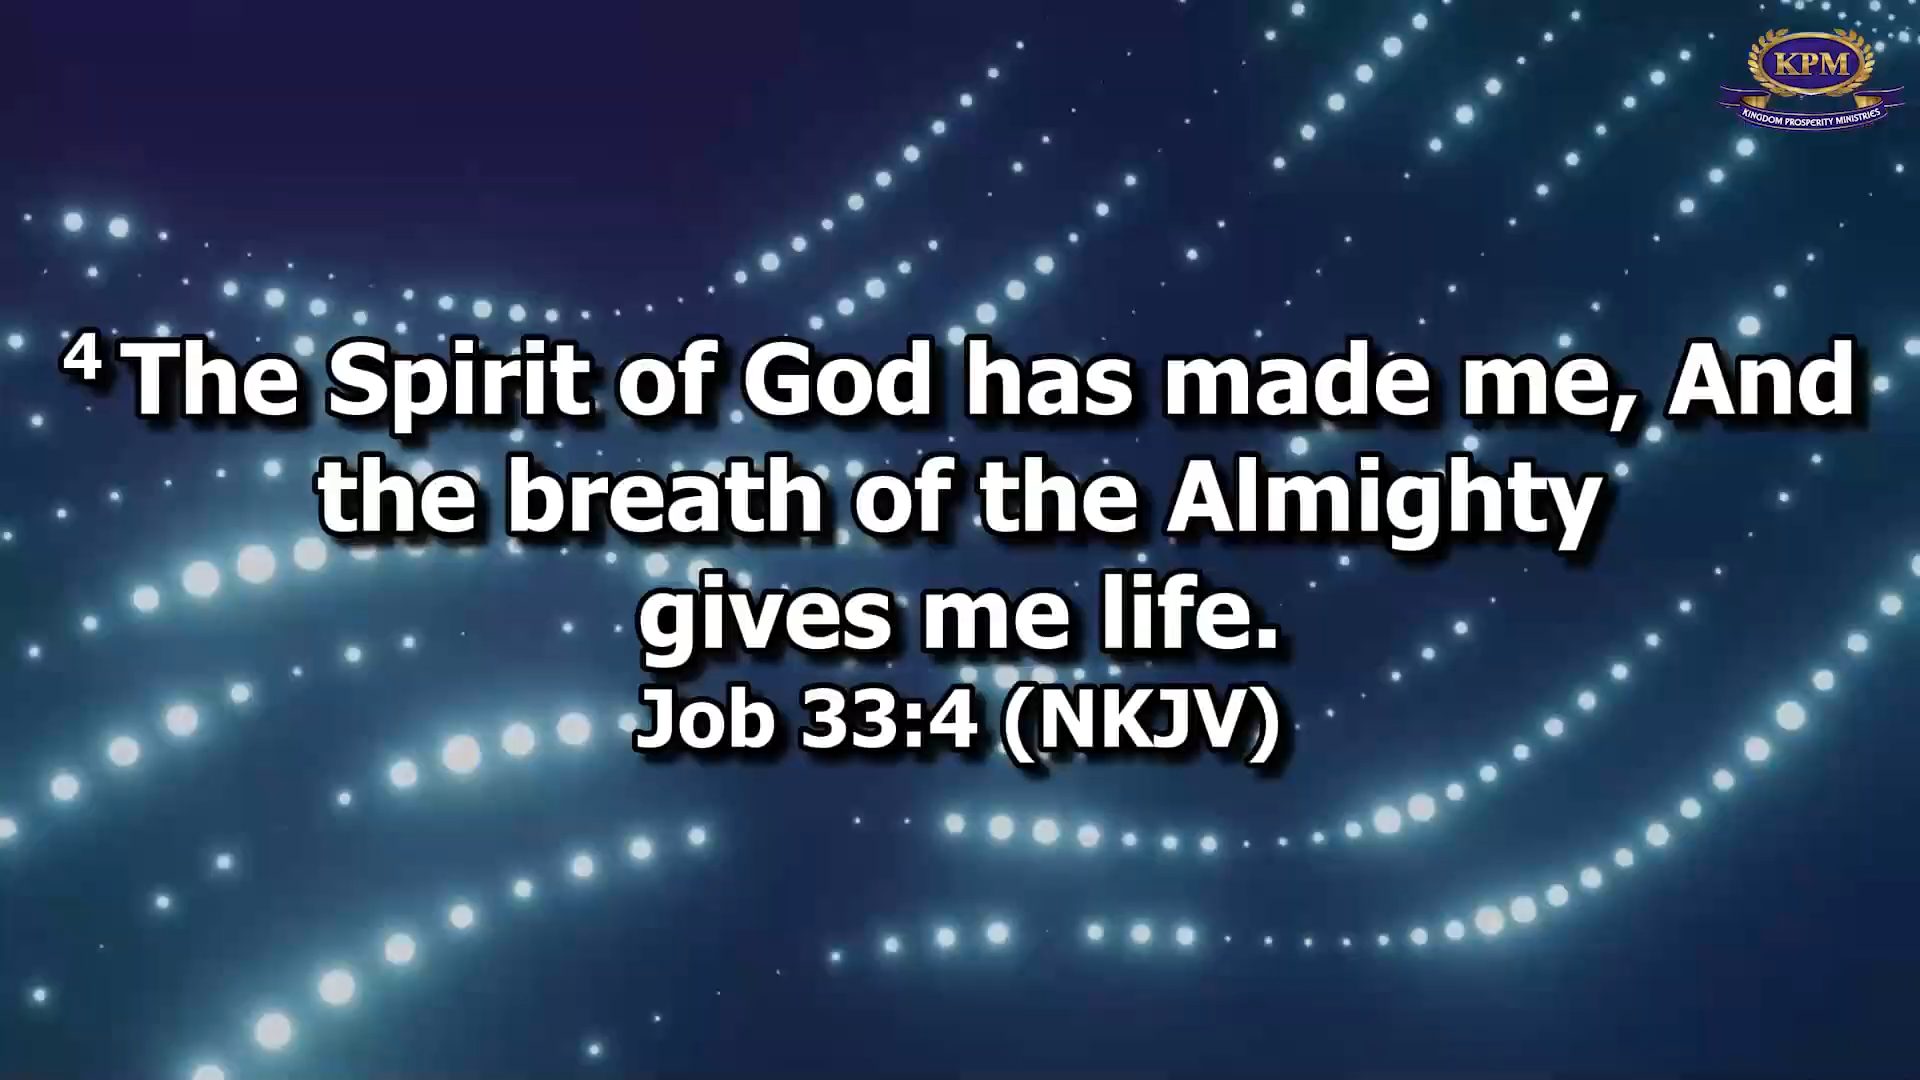 KPM
KINGDOM PROSPERITY MINISTRIES
4 The Spirit of God has made me, And
the breath of the Almighty
gives me life.
Job 33:4 (NKJV)